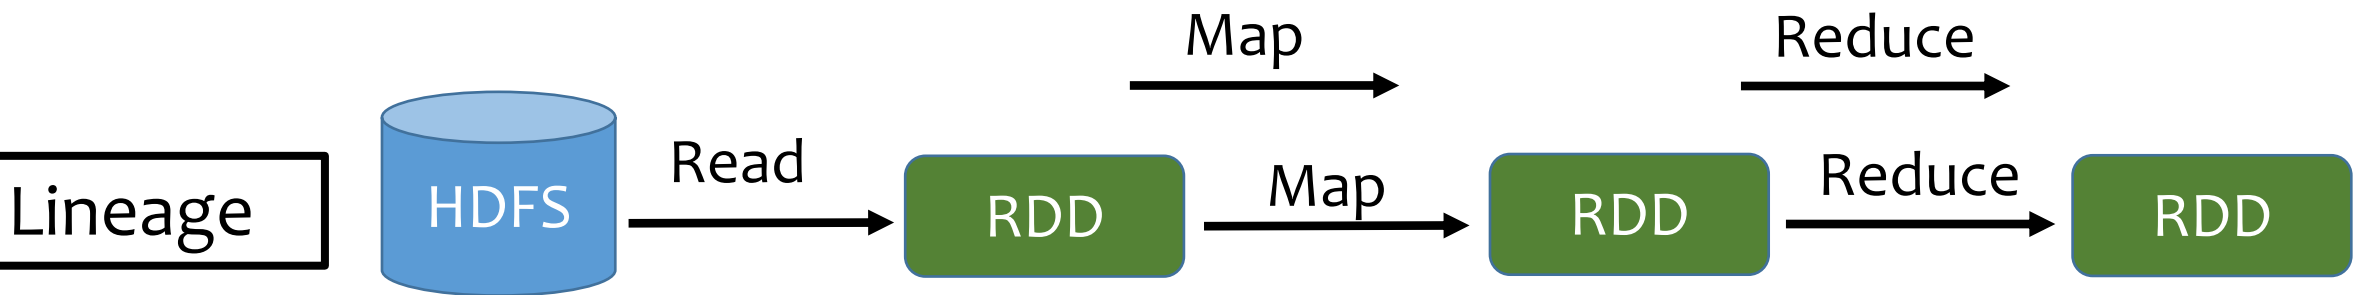 Map
Reduce
Lineage
HDFS
Read
RDD
Map
RDD
Reduce
RDD